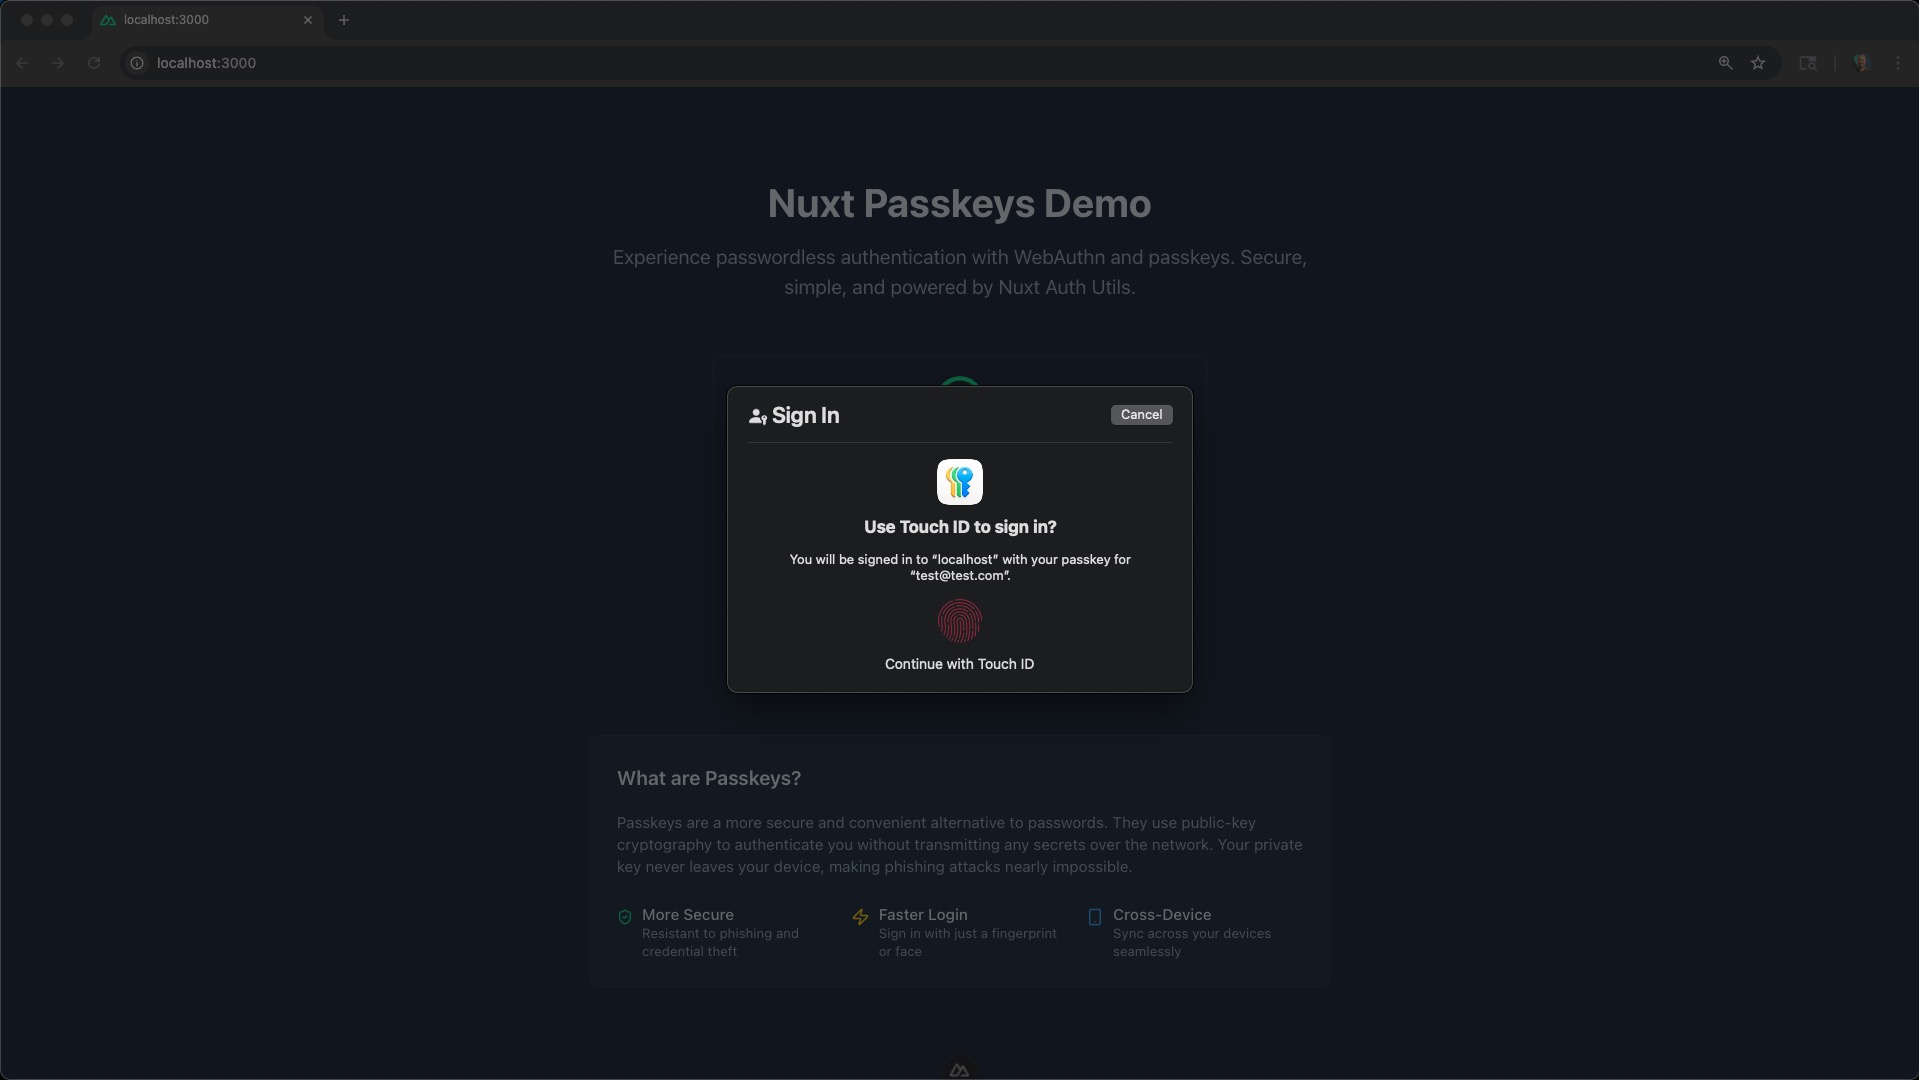 localhost:3000
localhost:3000
Nuxt Passkeys Demo
Experience passwordless authentication with WebAuthn and passkeys. Secure,
simple, and powered by Nuxt Auth Utils.
Sign In
Cancel
Use Touch ID to sign in?
You will be signed in to “localhost” with your passkey for
“test@test.com”.
Continue with Touch ID
What are Passkeys?
Passkeys are a more secure and convenient alternative to passwords. They use public-key
cryptography to authenticate you without transmitting any secrets over the network. Your private
key never leaves your device, making phishing attacks nearly impossible.
More Secure
Resistant to phishing and
credential theft
Faster Login
Sign in with just a fingerprint
or face
Cross-Device
Sync across your devices
seamlessly